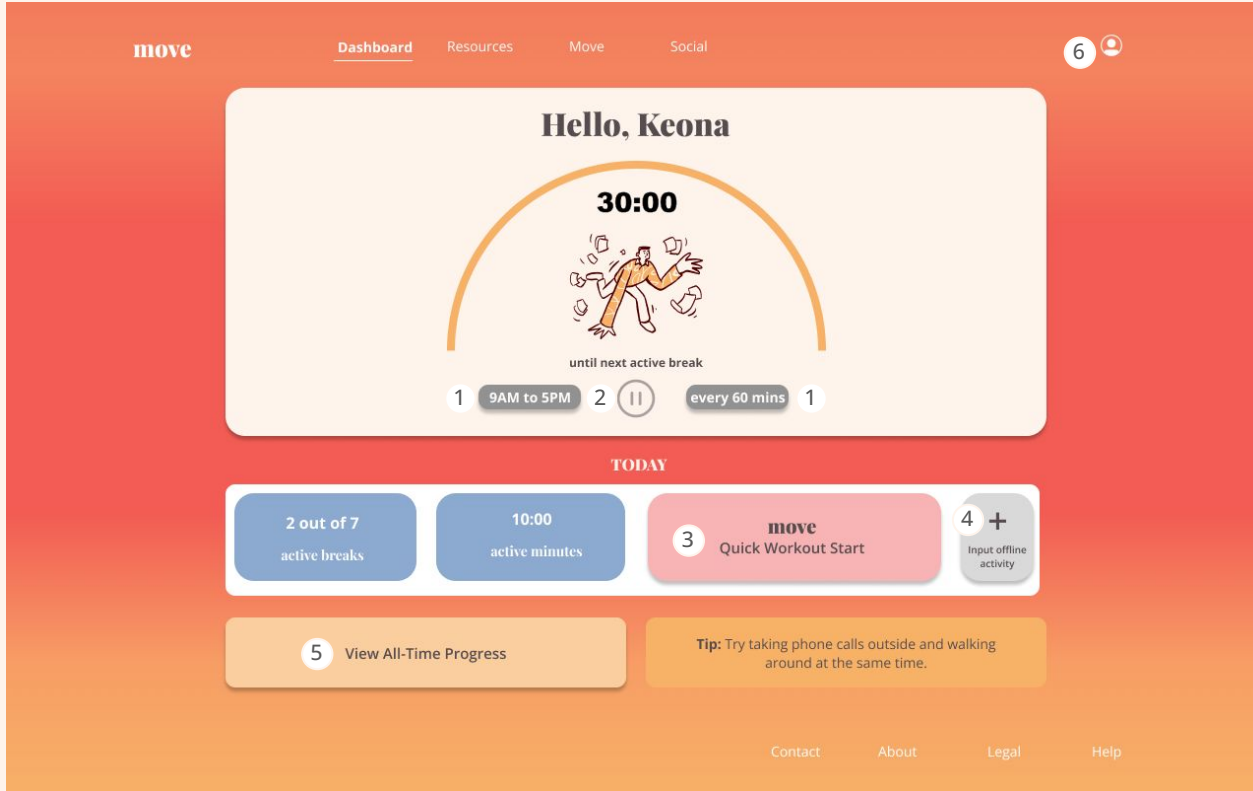 move
Dashboard Resources Move Social
6
Hello, Keona
30:00
until next active break
1 9AM to 5PM 2 every 60 mins 1
TODAY
2 out of 7
active breaks
10:00
active minutes
3
move
Quick Workout Start
4 +
Input offline
activity
5 View All-Time Progress
Tip: Try taking phone calls outside and walking
around at the same time.
Contact About Legal Help